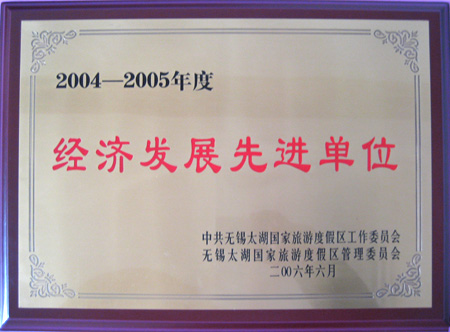 2004—2005年度
经济发展先进单位
中共无锡太湖国家旅游度假区工作委员会
无锡太湖国家旅游度假区管理委员会
二00六年六月